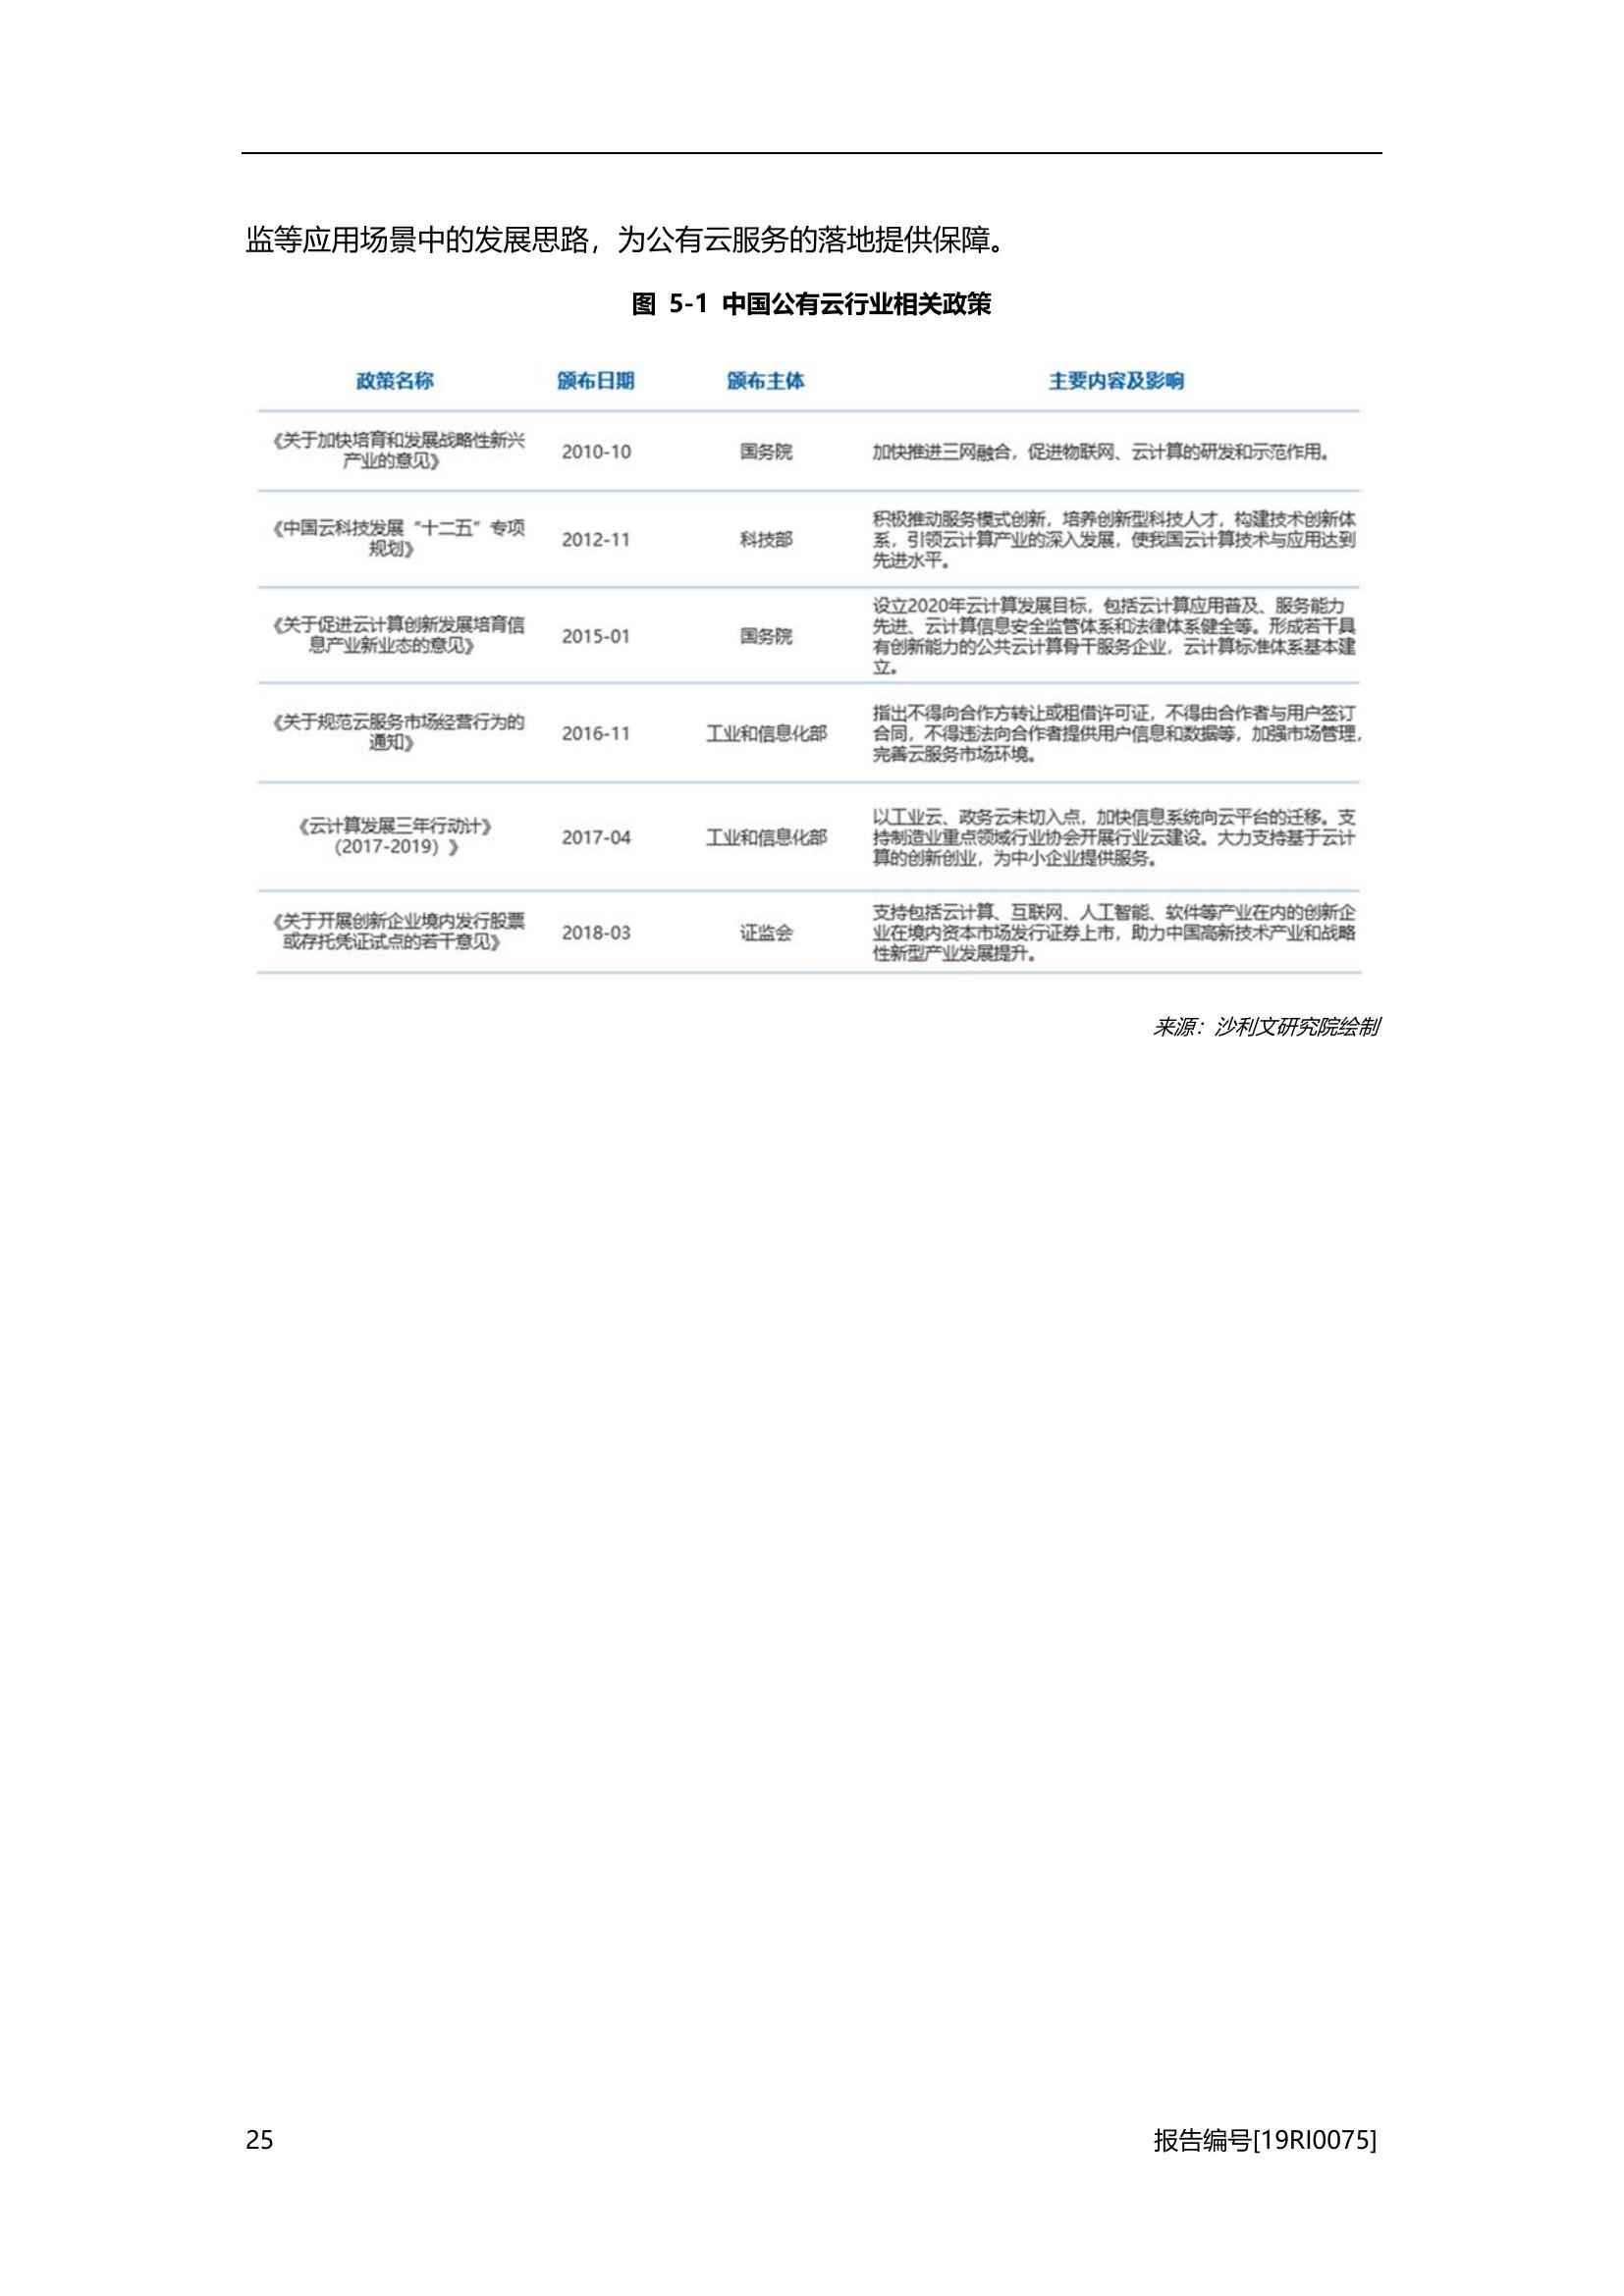 监等应用场景中的发展思路，为公有云服务的落地提供保障。
图 5-1 中国公有云行业相关政策
政策名称 颁布日期 颁布主体 主要内容及影响
《关于加快培育和发展战略性新兴
产业的意见》
2010-10
国务院
加快推进三网融合，促进物联网、云计算的研发和示范作用。
《中国云科技发展“十二五”专项
规划》
2012-11
科技部
积极推动服务模式创新，培养创新型科技人才，构建技术创新体
系，引领云计算产业的深入发展，使我国云计算技术与应用达到
先进水平。
《关于促进云计算创新发展培育信
息产业新业态的意见》
2015-01
国务院
设立2020年云计算发展目标，包括云计算应用普及、服务能力
先进、云计算信息安全监管体系和法律体系健全等。形成若干具
有创新能力的公共云计算骨干服务企业，云计算标准体系基本建
立。
《关于规范云服务市场经营行为的
通知》
2016-11
工业和信息化部
指出不得向合作方转让或租借许可证，不得由合作者与用户签订
合同，不得违法向合作者提供用户信息和数据等，加强市场管理，
完善云服务市场环境。
《云计算发展三年行动计》
（2017-2019）》
2017-04
工业和信息化部
以工业云、政务云未切入点，加快信息系统向云平台的迁移。支
持制造业重点领域行业协会开展行业云建设。大力支持基于云计
算的创新创业，为中小企业提供服务。
《关于开展创新企业境内发行股票
或存托凭证试点的若干意见》
2018-03
证监会
支持包括云计算、互联网、人工智能、软件等产业在内的创新企
业在境内资本市场发行证券上市，助力中国高新技术产业和战略
性新型产业发展提升。
来源：沙利文研究院绘制
25
报告编号[19RI0075]